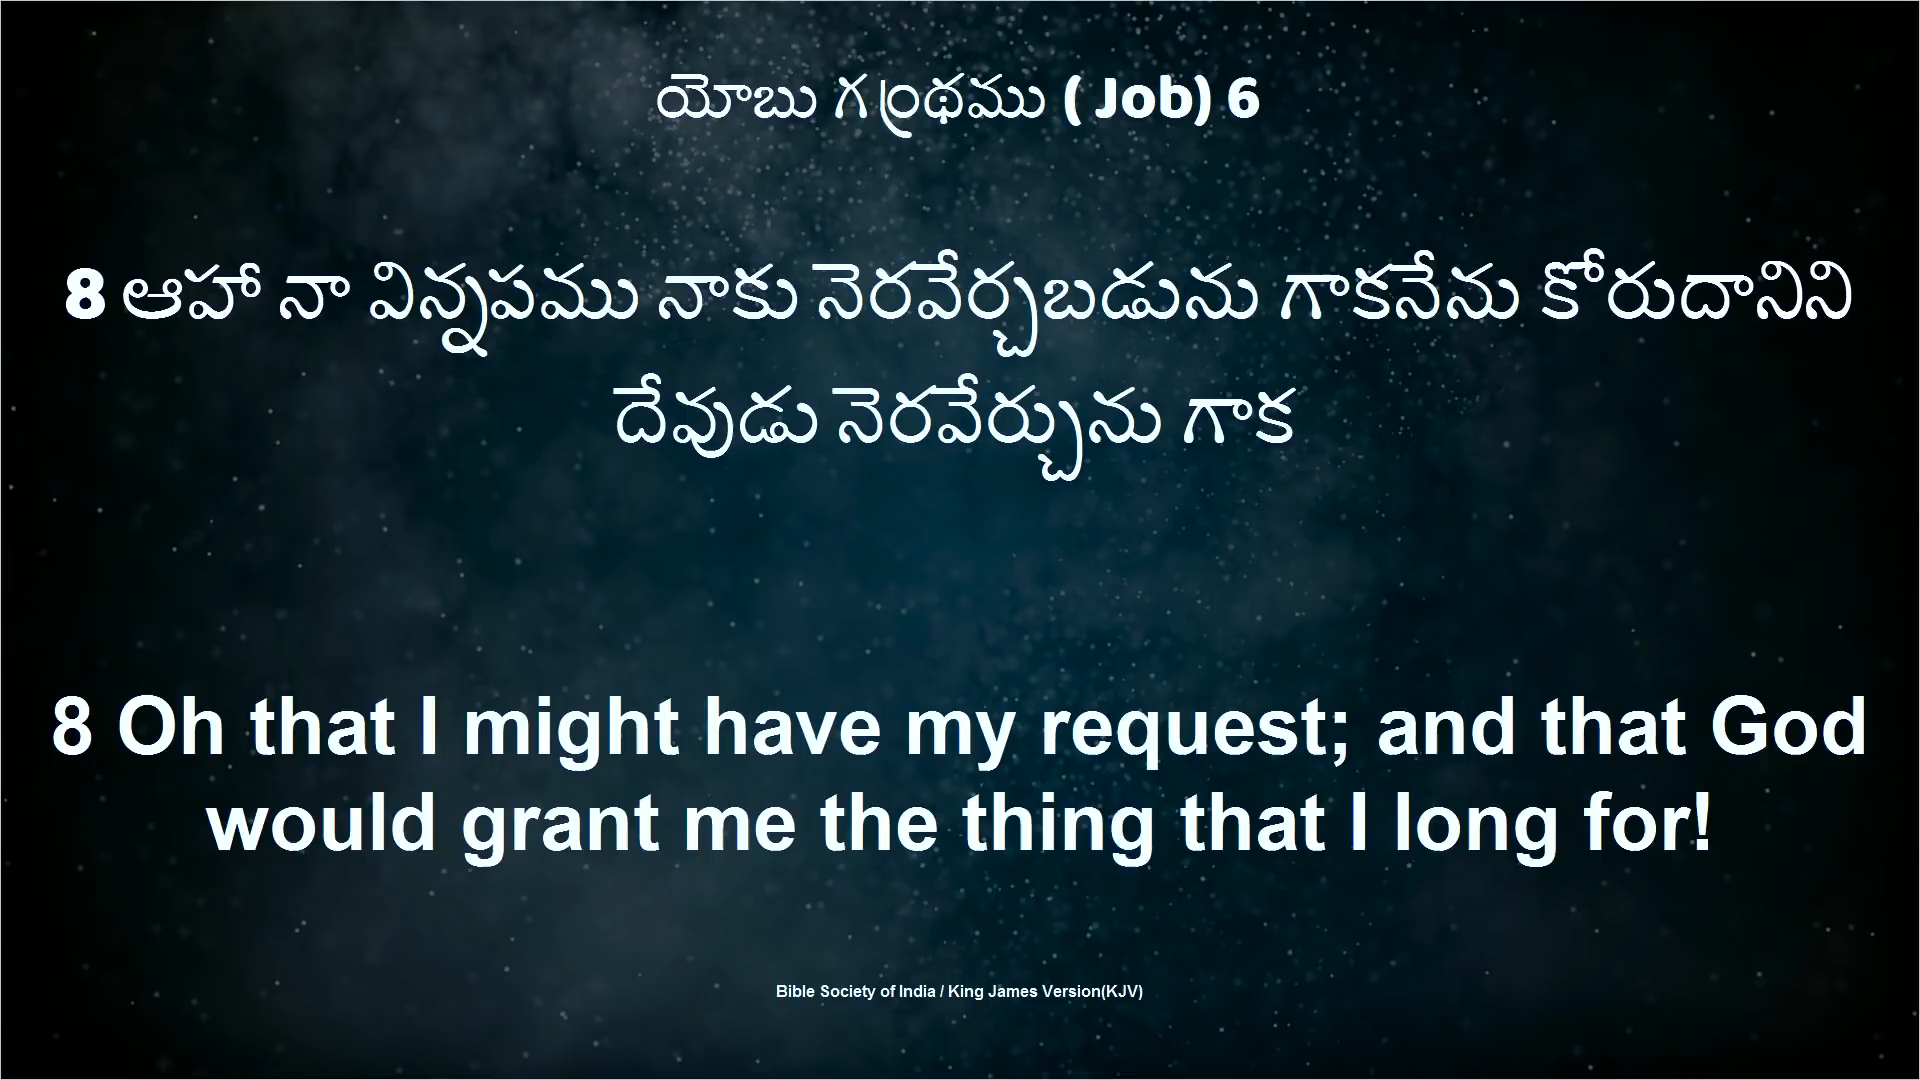 యోబు గ్రంథము ( Job) 6
8 ఆహా నా విన్నపము నాకు నెరవేర్చబడును గాకనేను కోరుదానిని
దేవుడు నెరవేర్చును గాక
8 Oh that I might have my request; and that God
would grant me the thing that I long for!
Bible Society of India / King James Version(KJV)